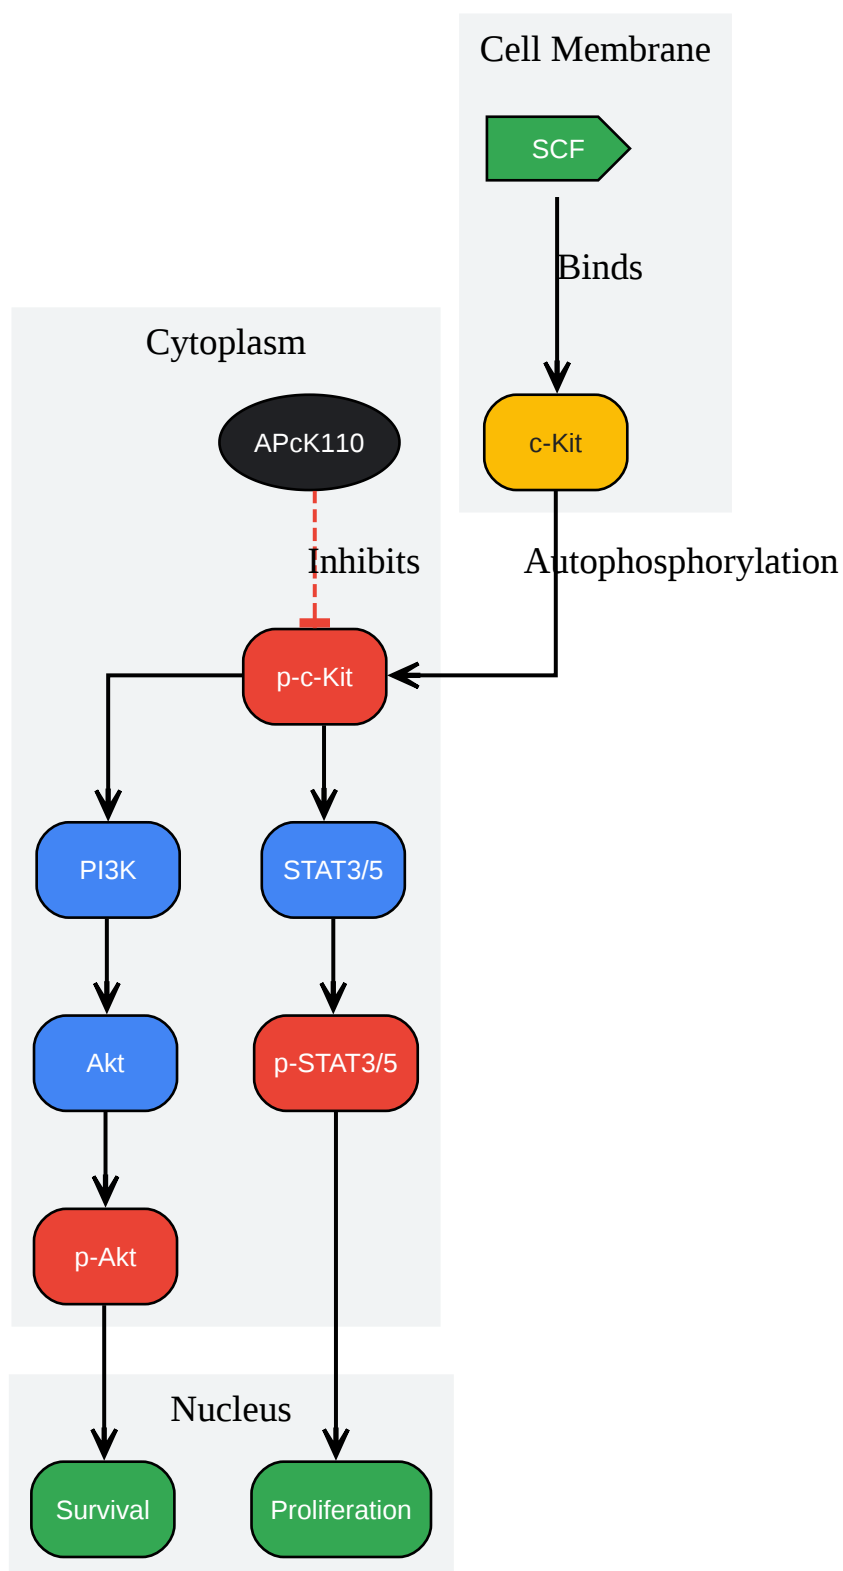 Cell Membrane
SCF
Binds
Cytoplasm
APcK110
c-Kit
Inhibits
Autophosphorylation
p-c-Kit
PI3K
STAT3/5
Akt
p-STAT3/5
p-Akt
Nucleus
Survival
Proliferation